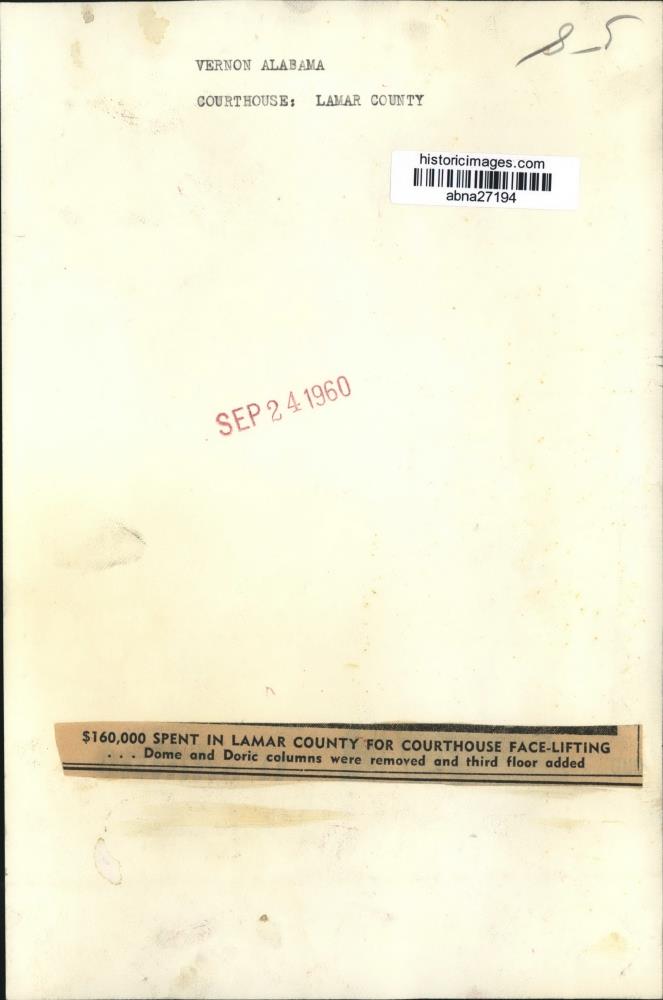 8-5
VERNON ALABAMA
COURTHOUSE; LAMAR COUNTY
historicimages.com
abna27194
SEP 24 1960
$160,000 SPENT IN LAMAR COUNTY FOR COURTHOUSE FACE-LIFTING
. . . Dome and Doric columns were removed and third floor added